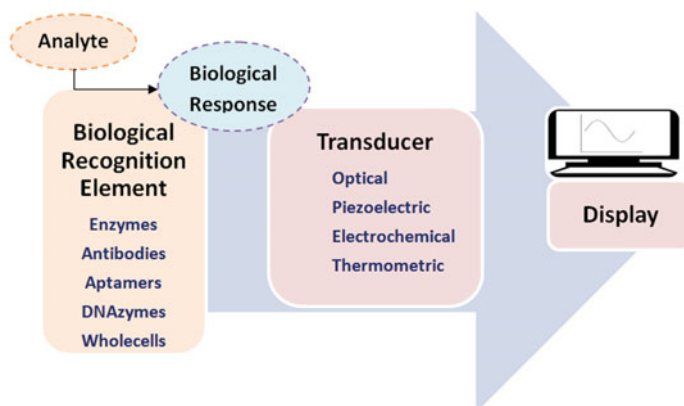 Analyte
Biological
Response
Biological
Recognition
Element
Enzymes
Antibodies
Aptamers
DNAzymes
Wholecells
Transducer
Optical
Piezoelectric
Electrochemical
Thermometric
Display